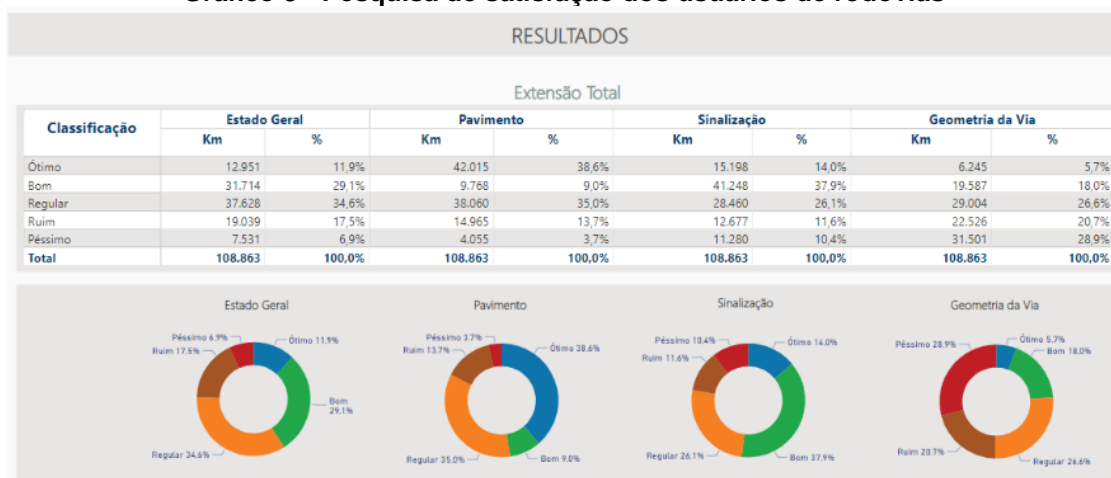 RESULTADOS
Extensão Total
Classificação Estado Geral Pavimento Sinalização Geometria da Via
Km % Km % Km % Km %
Ótimo 12.951 11,9% 42.015 38,6% 15.198 14,0% 6.245 5,7%
Bom 31.714 29,1% 9.768 9,0% 41.248 37,9% 19.587 18,0%
Regular 37.628 34,6% 38.060 35,0% 28.460 26,1% 29.004 26,6%
Ruim 19.039 17,5% 14.965 13,7% 12.677 11,6% 22.526 20,7%
Péssimo 7.531 6,9% 4.055 3,7% 11.280 10,4% 31.501 28,9%
Total 108.863 100,0% 108.863 100,0% 108.863 100,0% 108.863 100,0%
Estado Geral
Péssimo 6.9%
Ótimo 11.9%
Ruim 17,5%
Bom
29,1%
Regular 34,6%
Pavimento
Péssimo 3.7%
Ruim 13.7%
Ótimo 38.6%
Regular 35.0%
Bom 9.0%
Sinalização
Péssimo 10.4%
Ótimo 14.0%
Ruim 11.6%
Regular 26.1%
Bom 37.9%
Geometria da Via
Ótimo 5.7%
Péssimo 28.9%
Bom 18.0%
Ruim 20.7%
Regular 26.6%